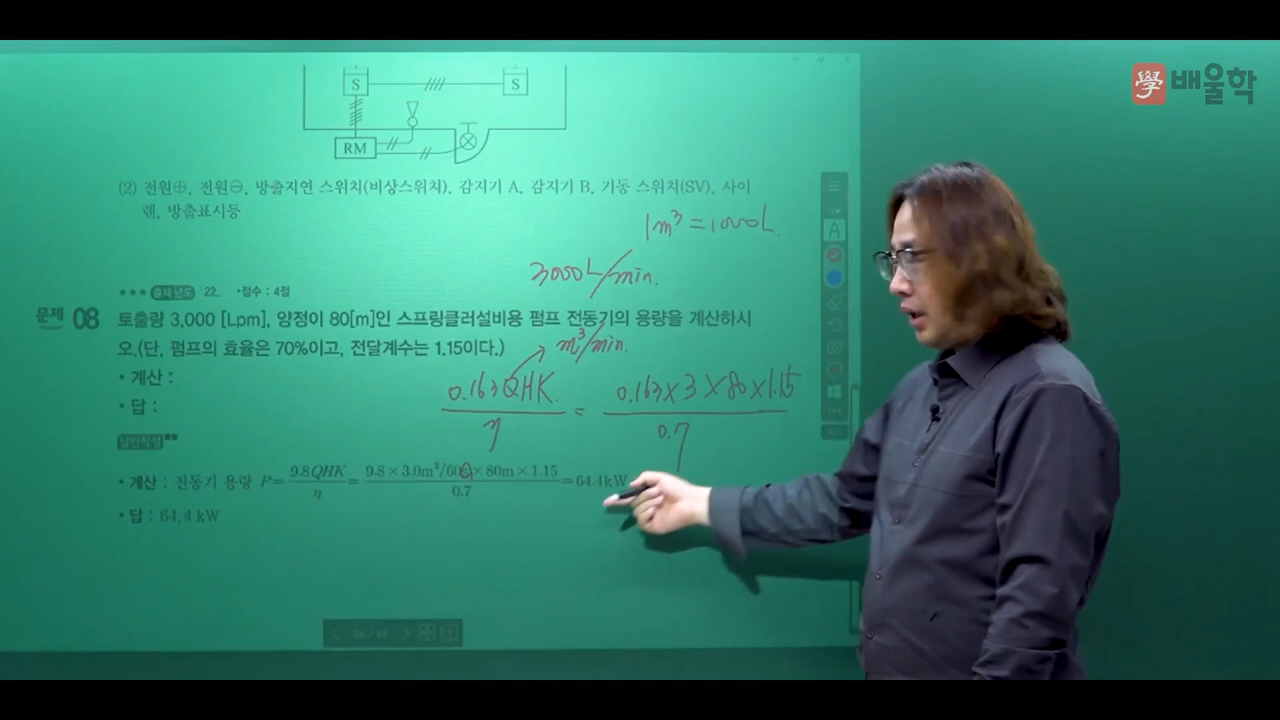 學 배울학
S S
RM
(2) 전원⊕, 전원⊖, 방출지연 스위치(비상스위치), 감지기 A, 감지기 B, 기동 스위치(SV), 사이
렌, 방출표시등
1m³ = 1000L.
3000L/min.
★★★ 출제년도 22. • 점수 : 4점
문제 08 토출량 3,000 [Lpm], 양정이 80[m]인 스프링클러설비용 펌프 전동기의 용량을 계산하시
오.(단, 펌프의 효율은 70%이고, 전달계수는 1.15이다.)
m³/min.
• 계산 :
• 답 :
0.163QHK. / η = 0.163×3×80×1.15 / 0.7
답안작성
• 계산 : 전동기 용량 P = 9.8QHK / η = 9.8×3.0m³/60 ×80m×1.15 / 0.7 = 64.4kW
• 답 : 64.4 kW